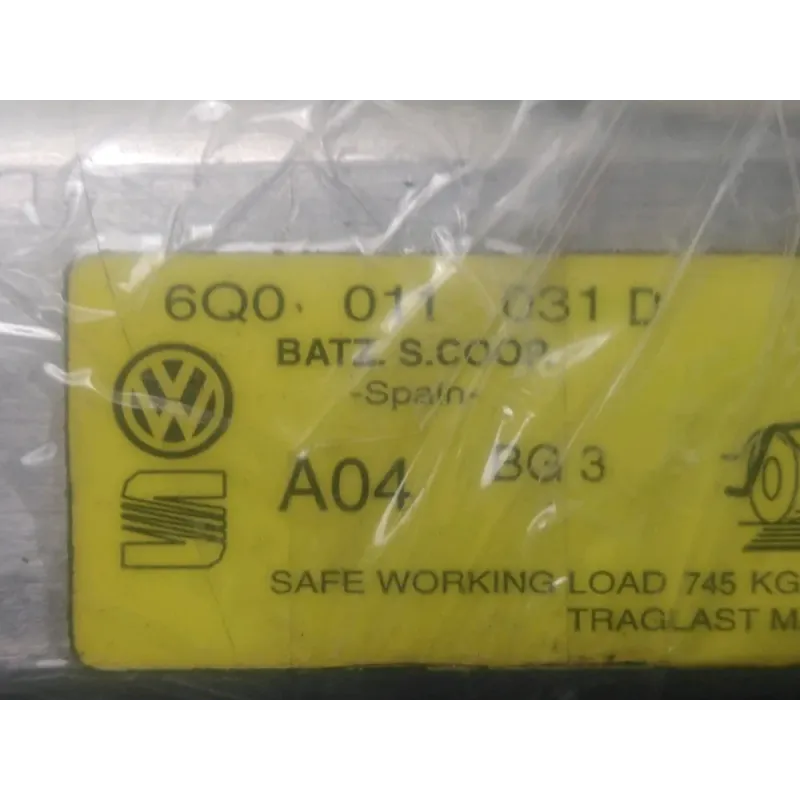 6Q0 011 031 D
BATZ. S.COOP.
-Spain-
A04 BG 3
SAFE WORKING LOAD 745 KG
TRAGLAST